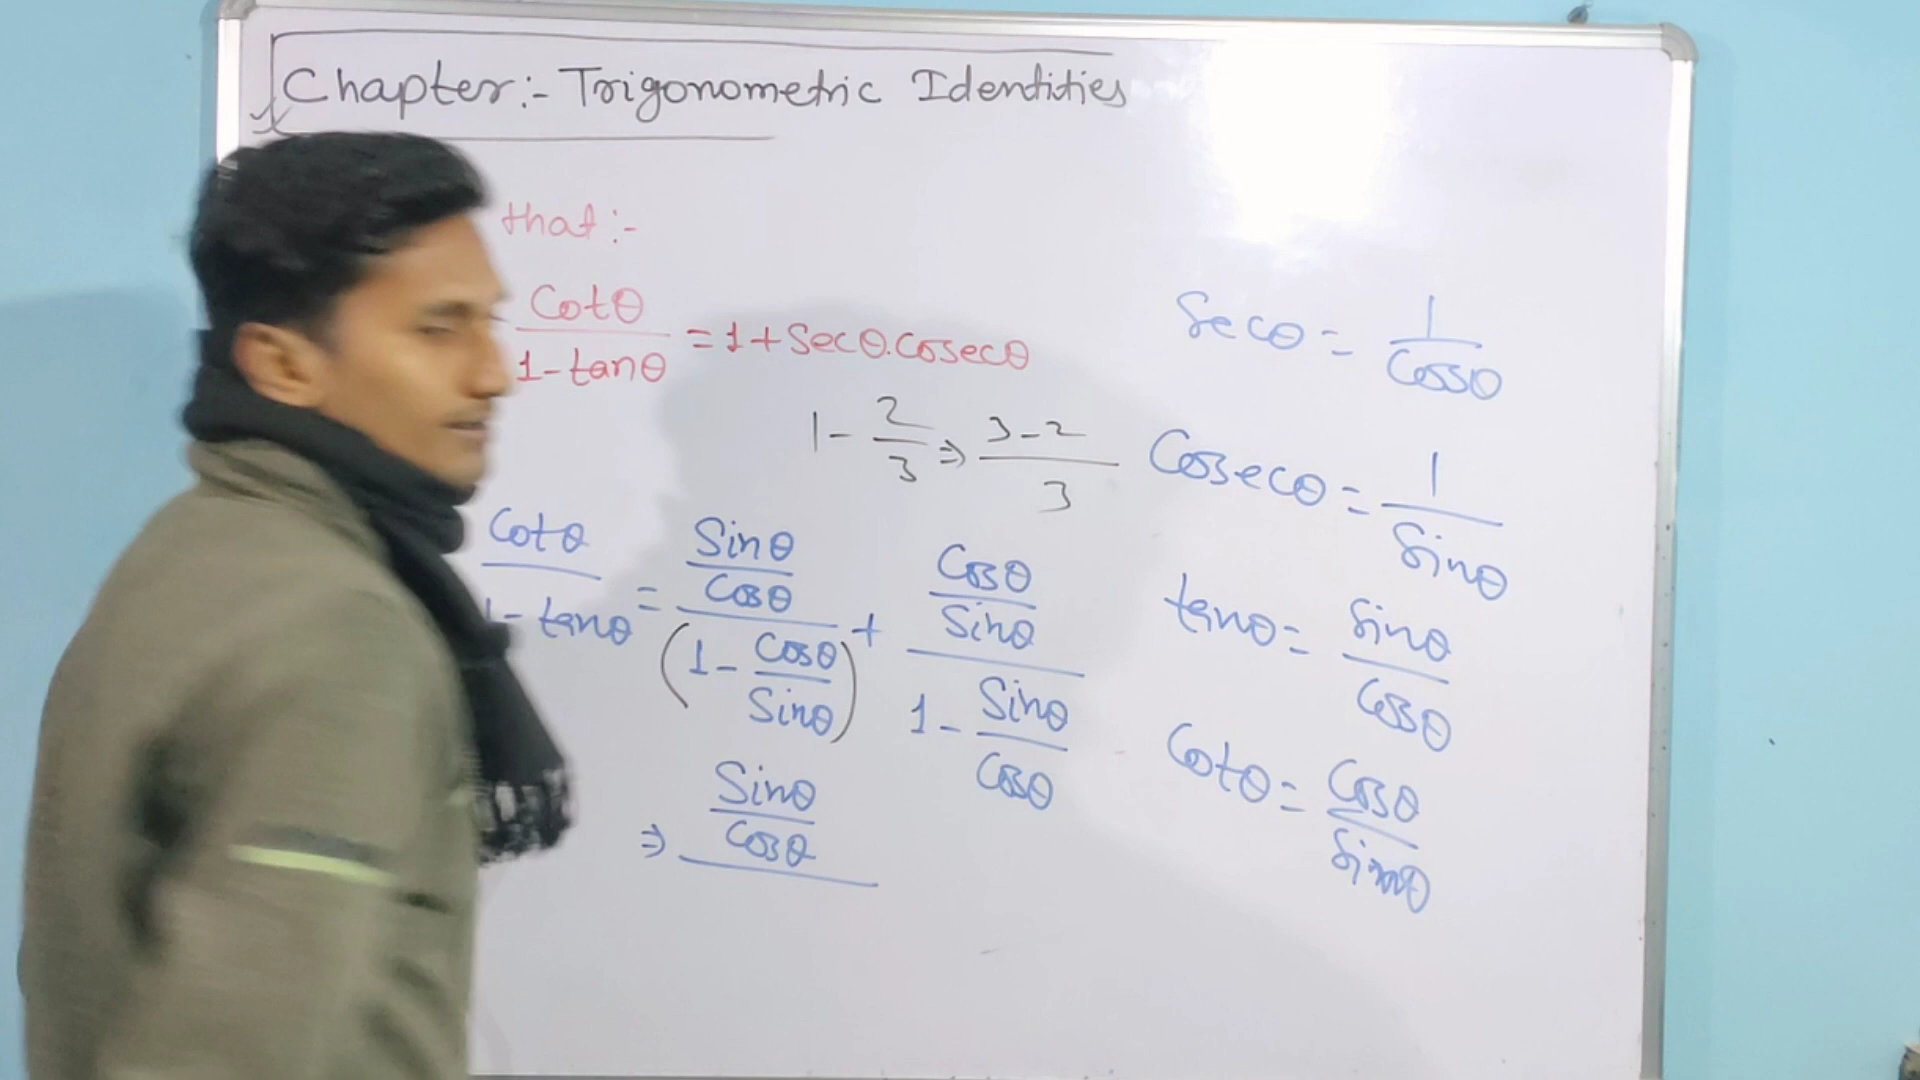 Chapter:- Trigonometric Identities
that:-
Cotθ
1-tanθ
=1+Secθ.Cosecθ
Secθ = 1
Cosθ
1- 2
3
⇒ 3-2
3
Cosecθ = 1
Sinθ
Cotθ
1- tanθ
= Sinθ
Cosθ
(1- Cosθ
Sinθ)
+ Cosθ
Sinθ
1- Sinθ
Cosθ
tanθ = Sinθ
Cosθ
Cotθ = Cosθ
Sinθ
⇒ Sinθ
Cosθ